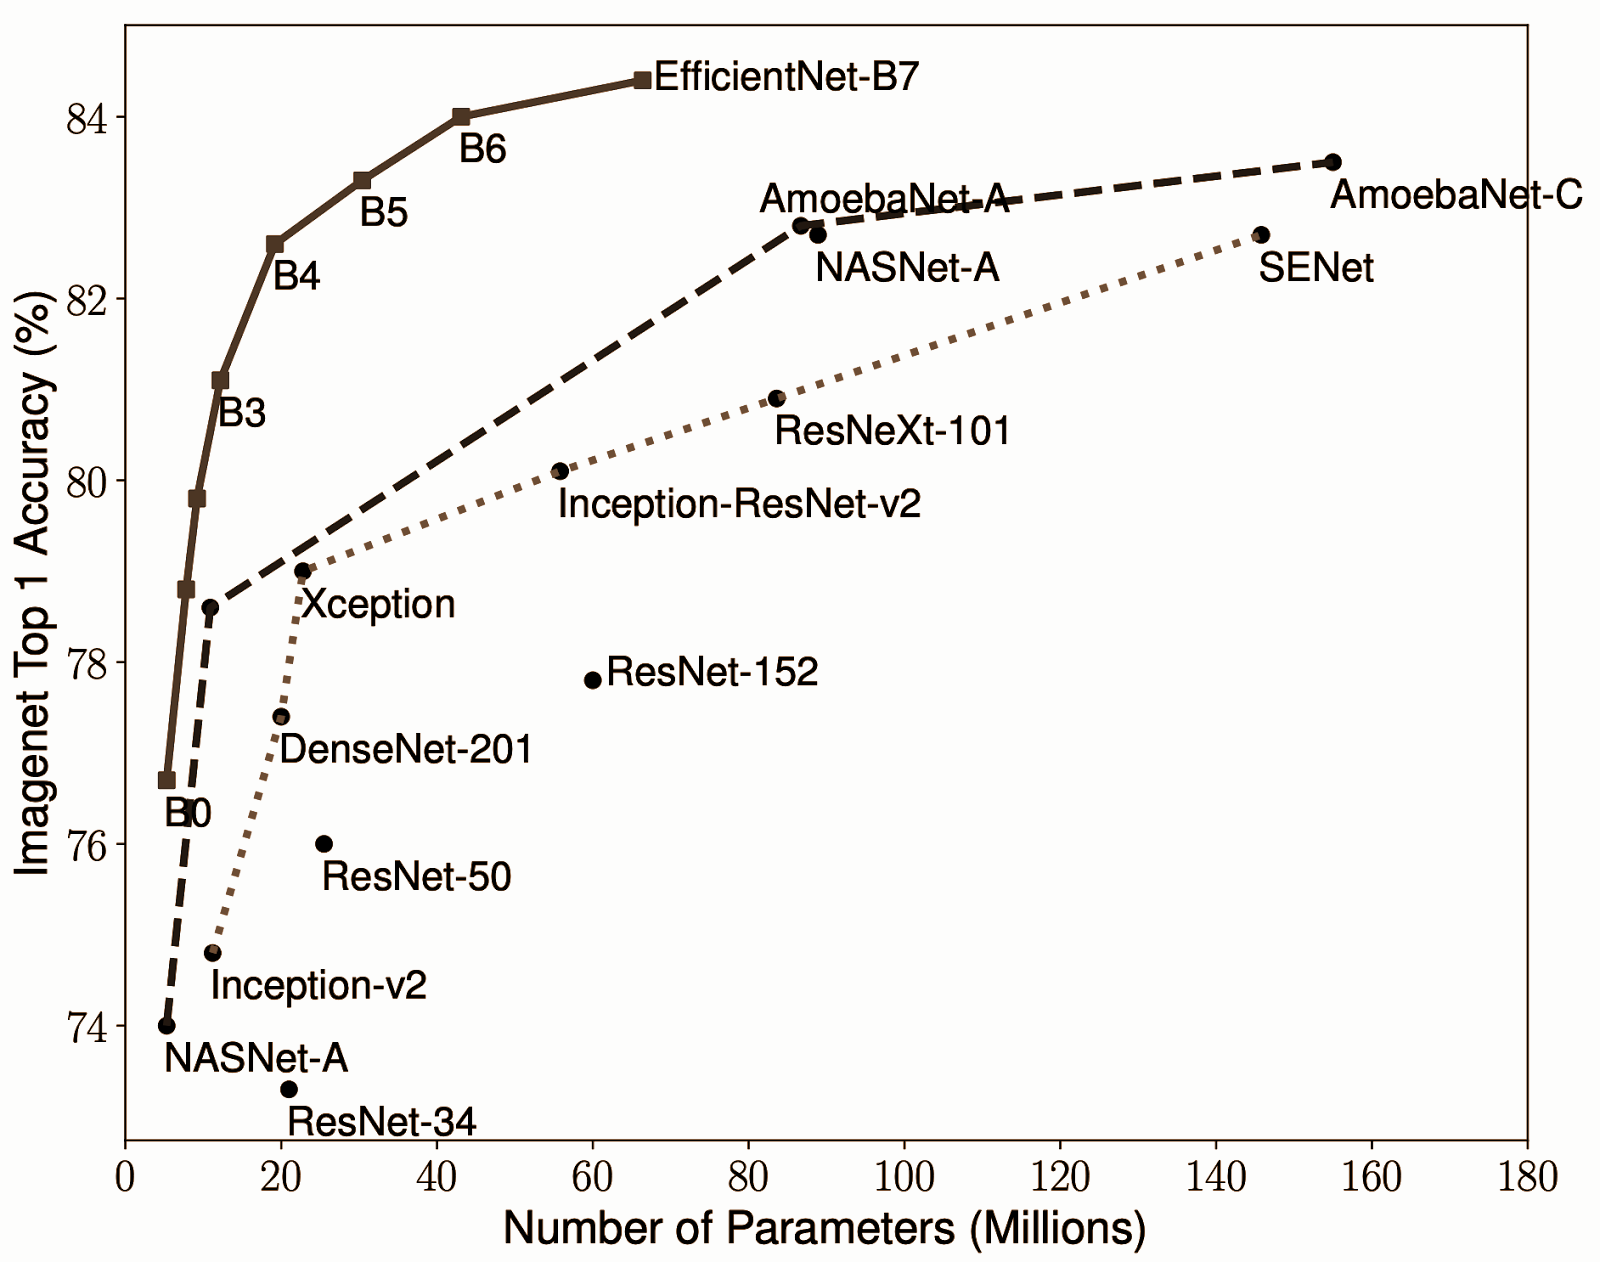 EfficientNet-B7
84
B6
AmoebaNet-A
AmoebaNet-C
B5
NASNet-A
SENet
B4
82
B3
ResNeXt-101
80
Inception-ResNet-v2
Xception
78
ResNet-152
DenseNet-201
B0
76
ResNet-50
Inception-v2
74
NASNet-A
ResNet-34
0 20 40 60 80 100 120 140 160 180
Number of Parameters (Millions)
Imagenet Top 1 Accuracy (%)